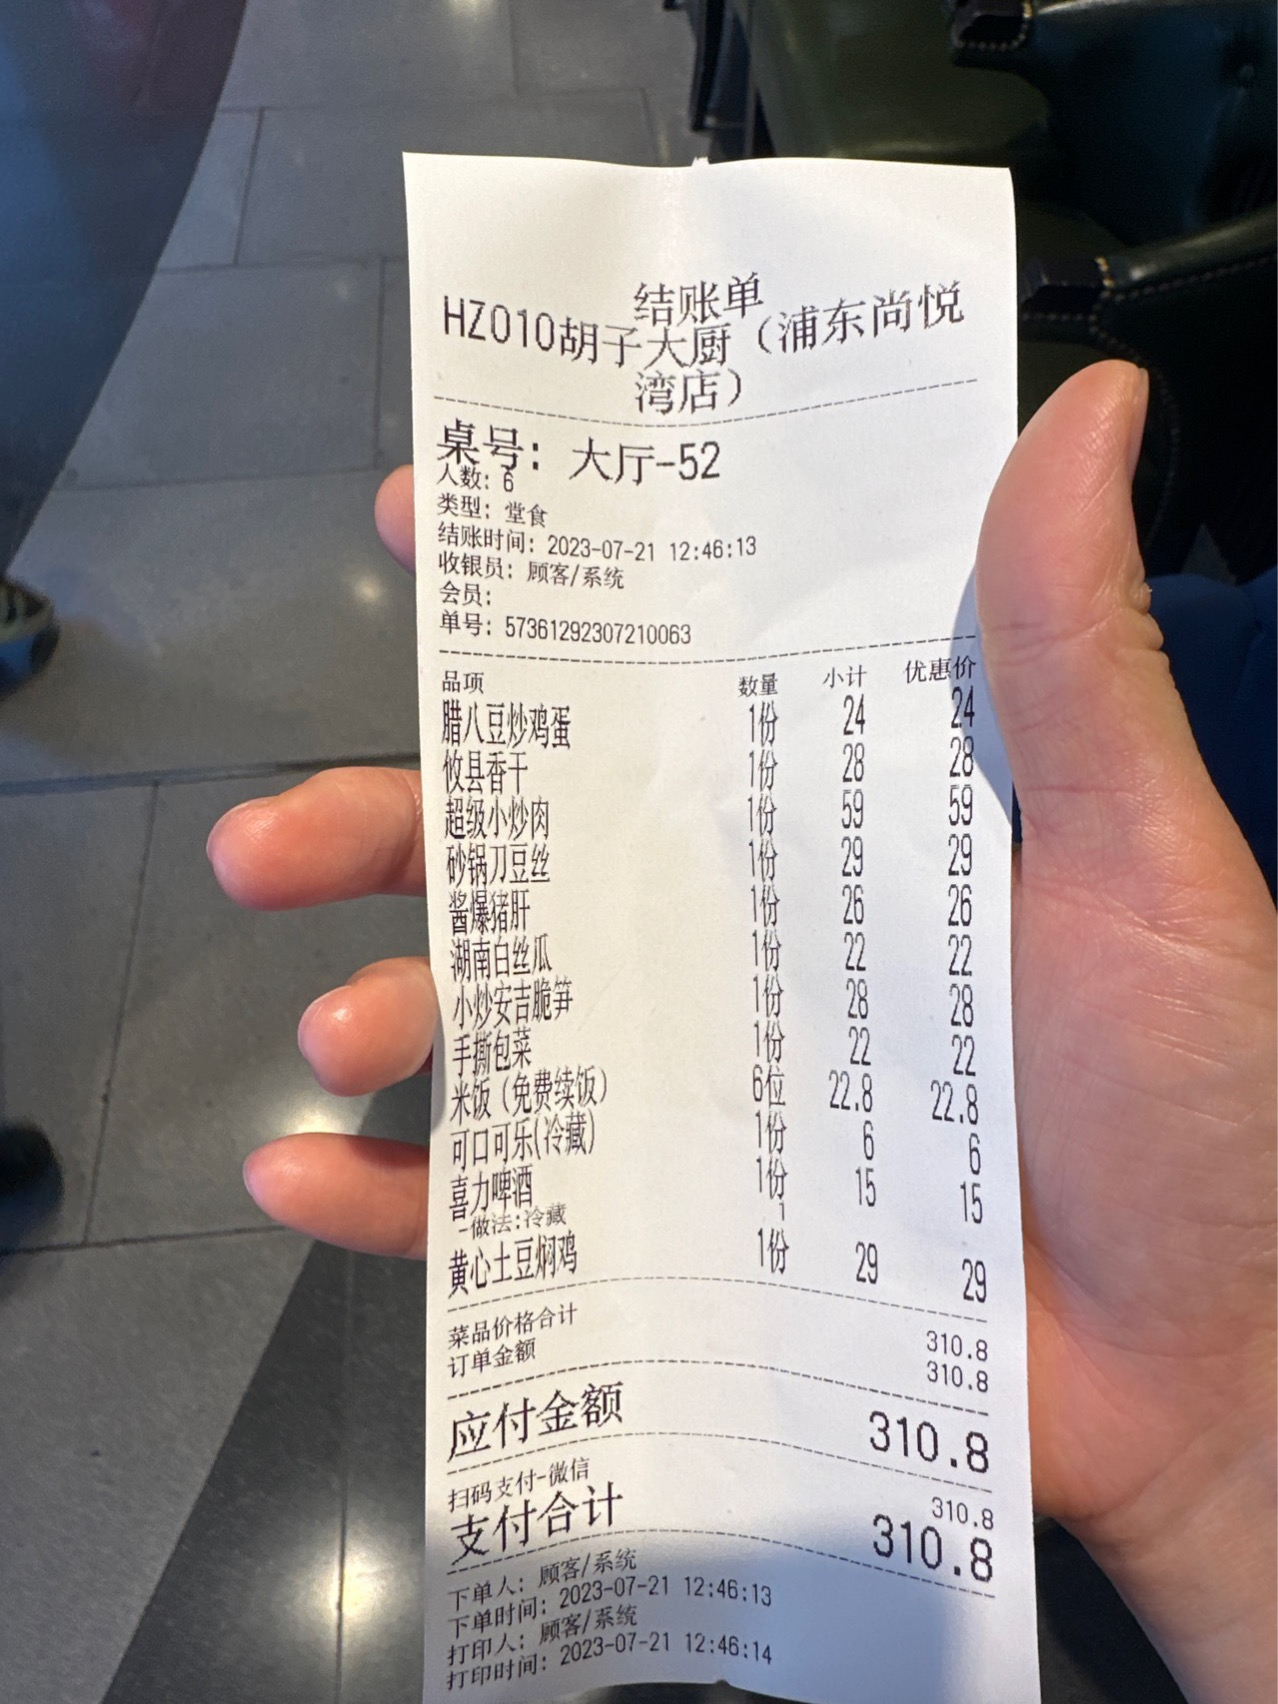 结账单
HZ010胡子大厨（浦东尚悦
湾店）
桌号：大厅-52
人数：6
类型：堂食
结账时间：2023-07-21 12:46:13
收银员：顾客/系统
会员：
单号：57361292307210063
品项 数量 小计 优惠价
腊八豆炒鸡蛋 1份 24 24
攸县香干 1份 28 28
超级小炒肉 1份 59 59
砂锅刀豆丝 1份 29 29
酱爆猪肝 1份 26 26
湖南白丝瓜 1份 22 22
小炒安吉脆笋 1份 28 28
手撕包菜 1份 22 22
米饭（免费续饭） 6位 22.8 22.8
可口可乐(冷藏) 1份 6 6
喜力啤酒 1份 15 15
-做法:冷藏 1
黄心土豆焖鸡 1份 29 29
菜品价格合计 310.8
订单金额 310.8
应付金额 310.8
扫码支付-微信 310.8
支付合计 310.8
下单人：顾客/系统
下单时间：2023-07-21 12:46:13
打印人：顾客/系统
打印时间：2023-07-21 12:46:14